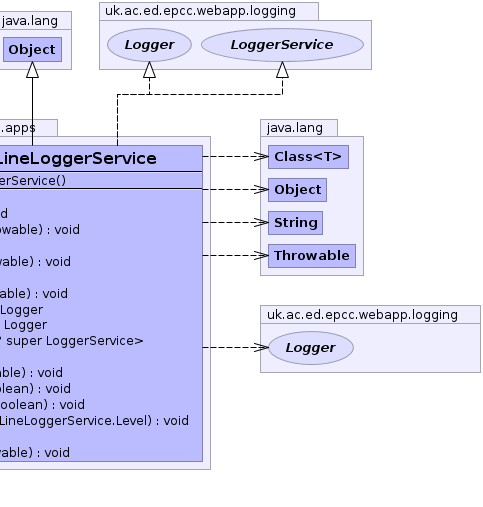 uk.ac.ed.epcc.webapp.logging
java.lang
Object
Logger
LoggerService
.apps
LineLoggerService
erService()
d
owable) : void
vable) : void
able) : void
Logger
Logger
super LoggerService>
able) : void
olean) : void
oolean) : void
LineLoggerService.Level) : void
vable) : void
java.lang
Class<T>
Object
String
Throwable
uk.ac.ed.epcc.webapp.logging
Logger